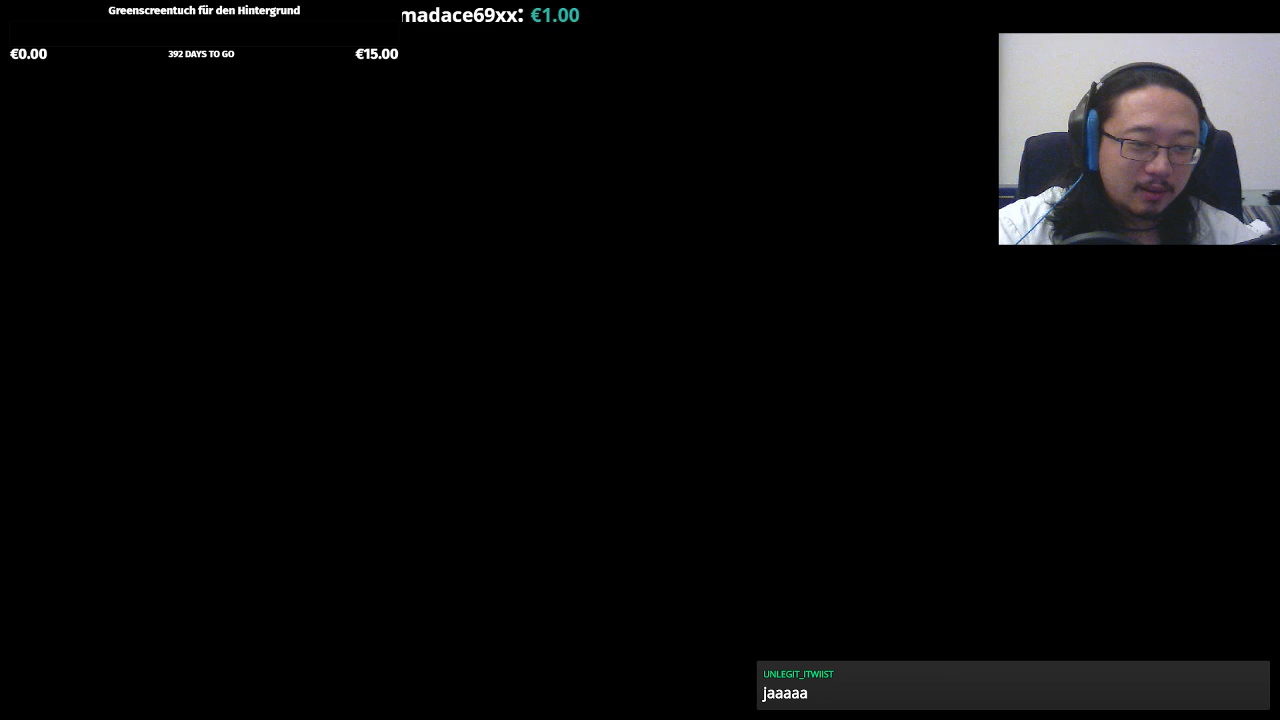 Greenscreentuch für den Hintergrund
madace69xx: €1.00
€0.00 392 DAYS TO GO €15.00
UNLEGIT_ITWIIST
jaaaaa